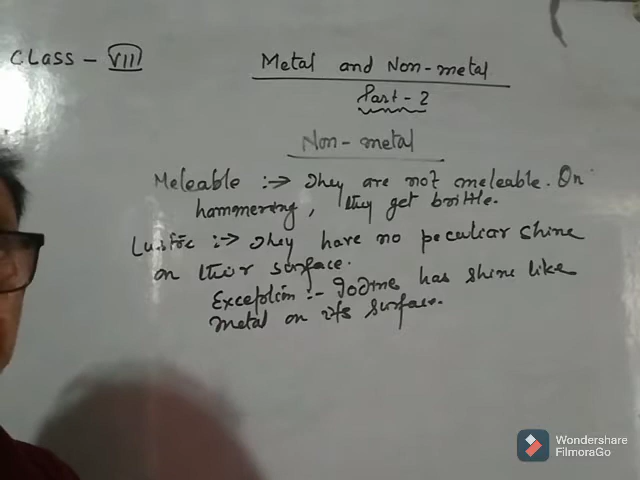 Class - VII
Metal and Non-metal
Part - 2
Non-metal
Meleable :-> They are not meleable. On
hammering, they get brittle.
:-> They have no peculiar shine
on their surface.
Exception :- Iodine has shine like
metal on its surface.
Wondershare
FilmoraGo